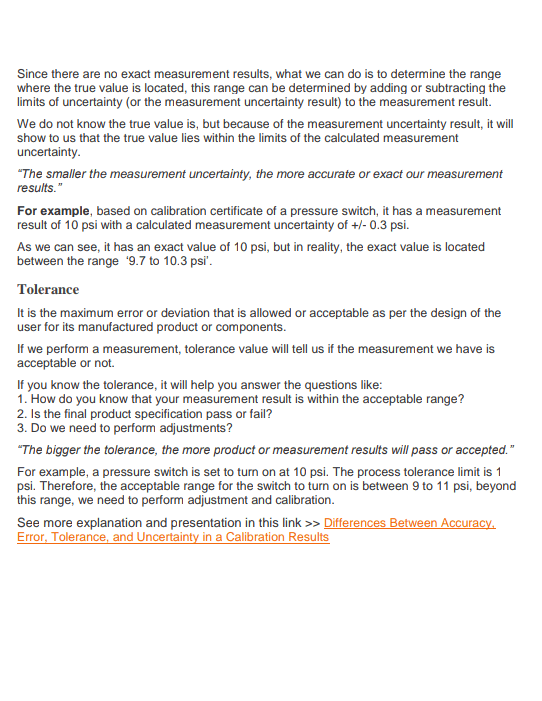 Since there are no exact measurement results, what we can do is to determine the range
where the true value is located, this range can be determined by adding or subtracting the
limits of uncertainty (or the measurement uncertainty result) to the measurement result.
We do not know the true value is, but because of the measurement uncertainty result, it will
show to us that the true value lies within the limits of the calculated measurement
uncertainty.
“The smaller the measurement uncertainty, the more accurate or exact our measurement
results.”
For example, based on calibration certificate of a pressure switch, it has a measurement
result of 10 psi with a calculated measurement uncertainty of +/- 0.3 psi.
As we can see, it has an exact value of 10 psi, but in reality, the exact value is located
between the range ‘9.7 to 10.3 psi’.
Tolerance
It is the maximum error or deviation that is allowed or acceptable as per the design of the
user for its manufactured product or components.
If we perform a measurement, tolerance value will tell us if the measurement we have is
acceptable or not.
If you know the tolerance, it will help you answer the questions like:
1. How do you know that your measurement result is within the acceptable range?
2. Is the final product specification pass or fail?
3. Do we need to perform adjustments?
“The bigger the tolerance, the more product or measurement results will pass or accepted.”
For example, a pressure switch is set to turn on at 10 psi. The process tolerance limit is 1
psi. Therefore, the acceptable range for the switch to turn on is between 9 to 11 psi, beyond
this range, we need to perform adjustment and calibration.
See more explanation and presentation in this link >> Differences Between Accuracy,
Error, Tolerance, and Uncertainty in a Calibration Results